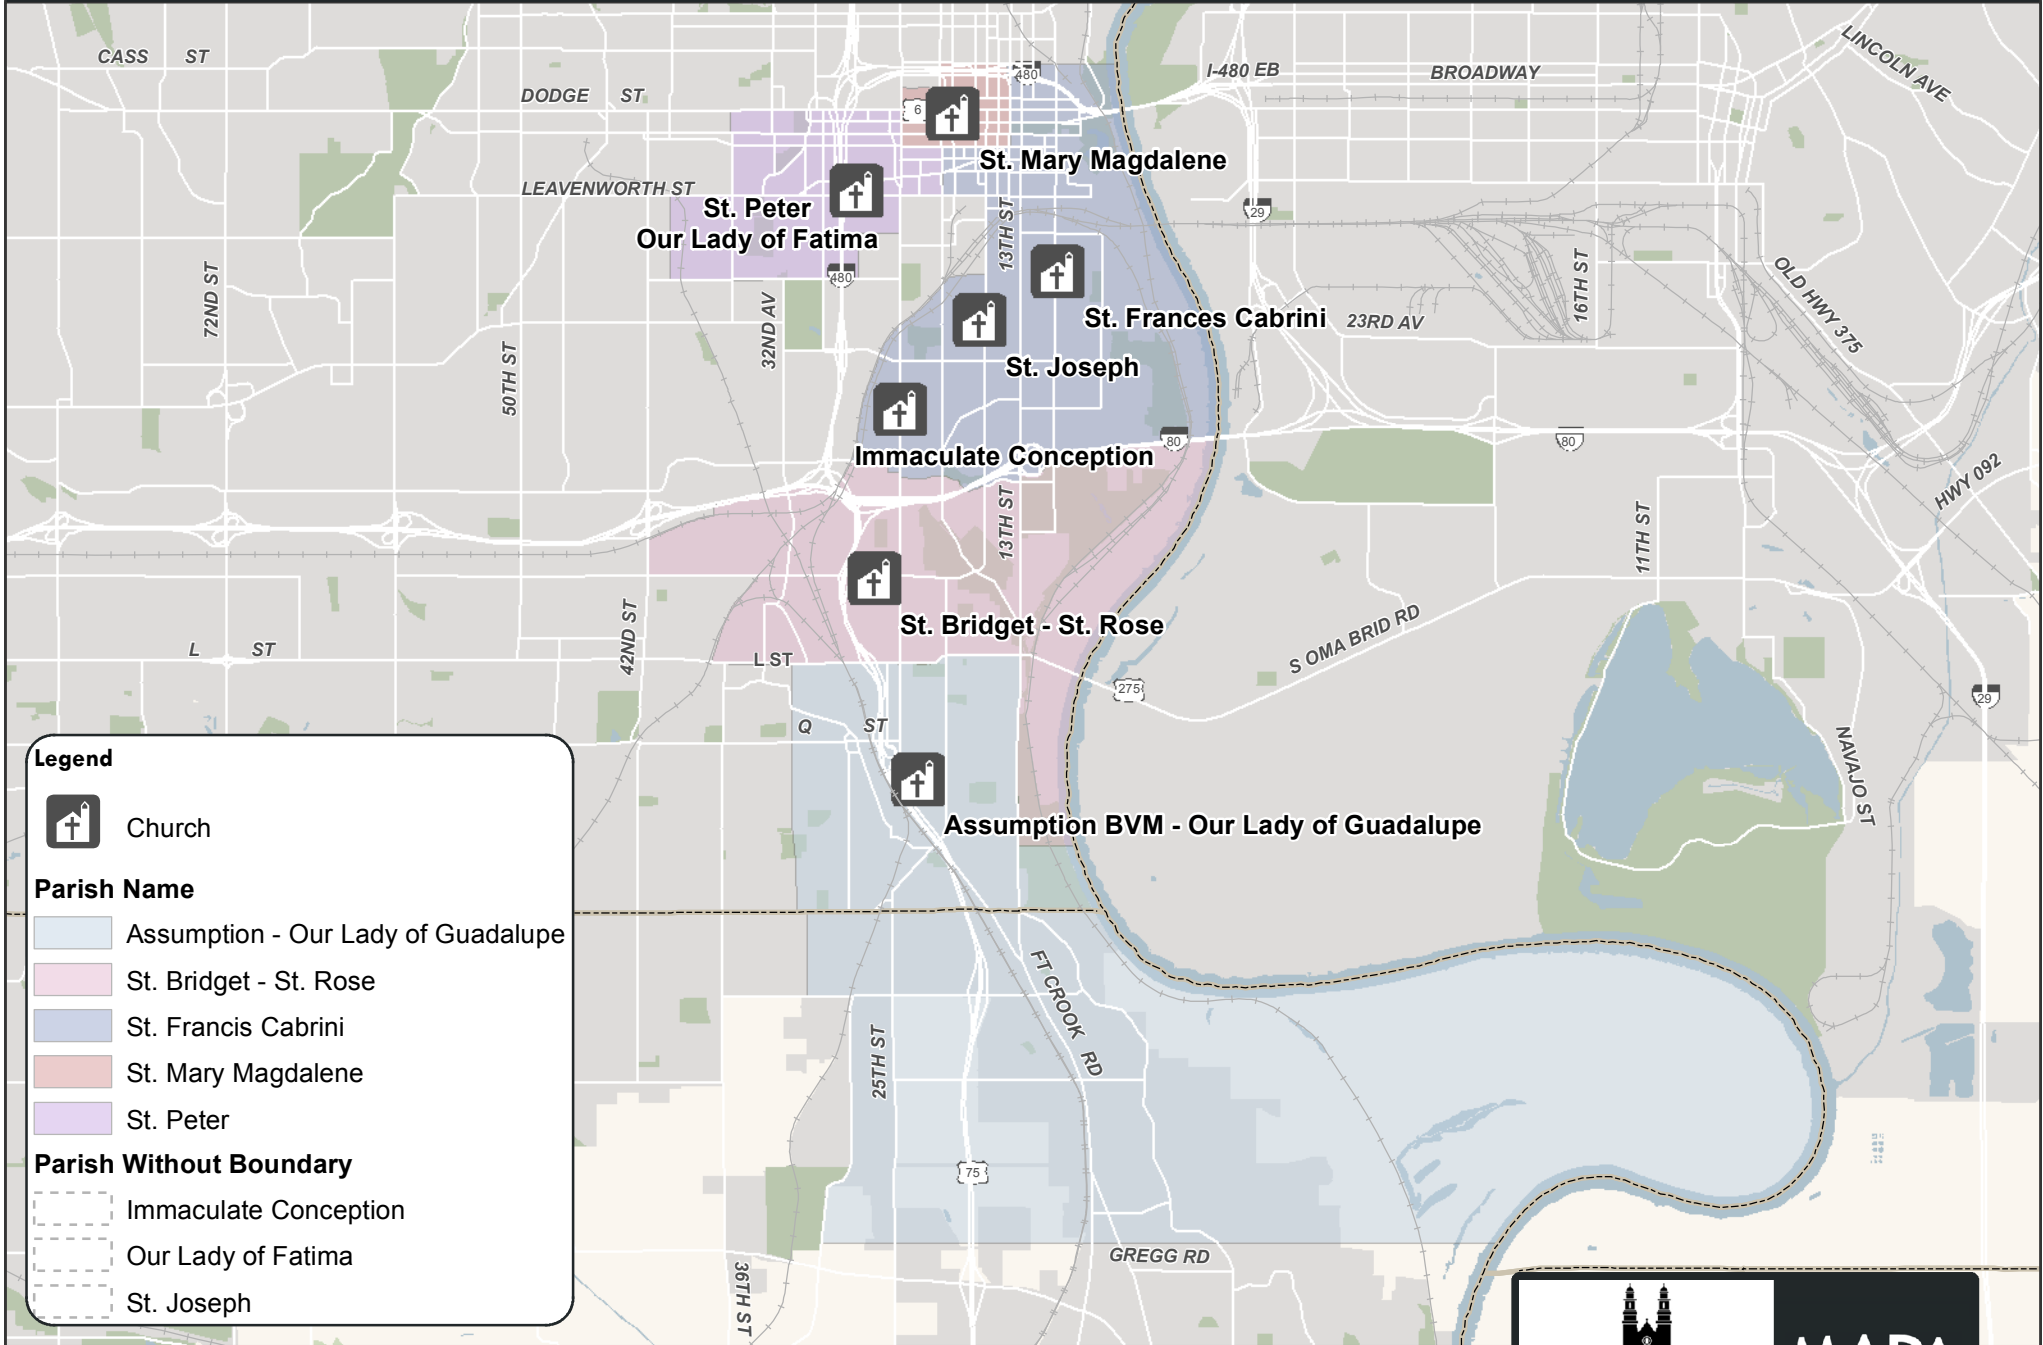 CASS ST
DODGE ST
LEAVENWORTH ST
72ND ST
50TH ST
32ND AV
42ND ST
L ST
L ST
Q ST
13TH ST
13TH ST
25TH ST
36TH ST
FT CROOK RD
GREGG RD
I-480 EB
BROADWAY
LINCOLN AVE
16TH ST
OLD HWY 375
23RD AV
HWY 092
11TH ST
S OMA BRID RD
NAVAJO ST
480
6
480
29
80
80
275
29
75
St. Mary Magdalene
St. Peter
Our Lady of Fatima
St. Frances Cabrini
St. Joseph
Immaculate Conception
St. Bridget - St. Rose
Assumption BVM - Our Lady of Guadalupe
Legend
Church
Parish Name
Assumption - Our Lady of Guadalupe
St. Bridget - St. Rose
St. Francis Cabrini
St. Mary Magdalene
St. Peter
Parish Without Boundary
Immaculate Conception
Our Lady of Fatima
St. Joseph